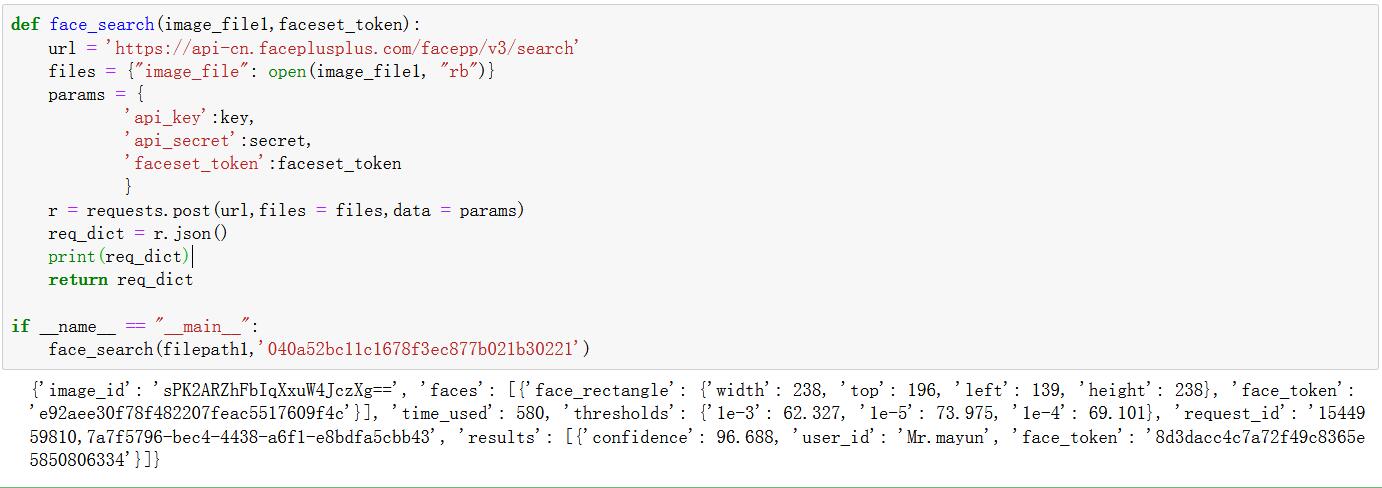 def face_search(image_file1,faceset_token):
    url = 'https://api-cn.faceplusplus.com/facepp/v3/search'
    files = {"image_file": open(image_file1, "rb")}
    params = {
            'api_key':key,
            'api_secret':secret,
            'faceset_token':faceset_token
            }
    r = requests.post(url,files = files,data = params)
    req_dict = r.json()
    print(req_dict)
    return req_dict
if __name__ == "__main__":
    face_search(filepath1,'040a52bc11c1678f3ec877b021b30221')
{'image_id': 'sPK2ARZhFbIqXxuW4JczXg==', 'faces': [{'face_rectangle': {'width': 238, 'top': 196, 'left': 139, 'height': 238}, 'face_token':
'e92aee30f78f482207feac5517609f4c'}], 'time_used': 580, 'thresholds': {'1e-3': 62.327, '1e-5': 73.975, '1e-4': 69.101}, 'request_id': '15449
59810,7a7f5796-bec4-4438-a6f1-e8bdfa5cbb43', 'results': [{'confidence': 96.688, 'user_id': 'Mr.mayun', 'face_token': '8d3dacc4c7a72f49c8365e
5850806334'}]}